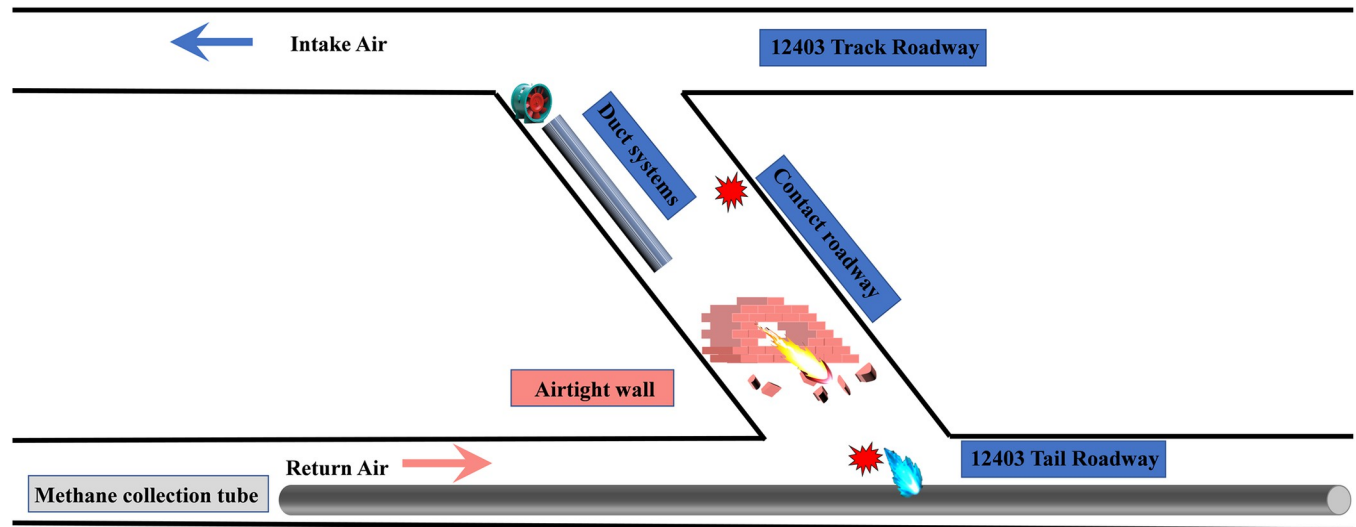 Intake Air
12403 Track Roadway
Duct systems
Contact roadway
Airtight wall
Return Air
12403 Tail Roadway
Methane collection tube